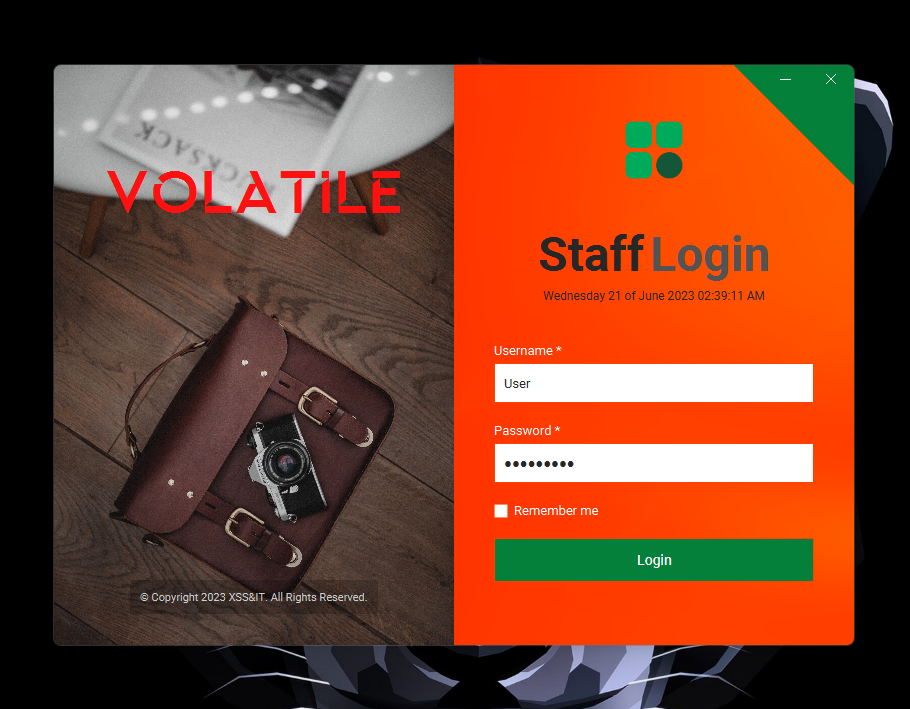 CKSACK
VOLATILE
© Copyright 2023 XSS&IT. All Rights Reserved.
Staff Login
Wednesday 21 of June 2023 02:39:11 AM
Username *
User
Password *
•••••••••
Remember me
Login